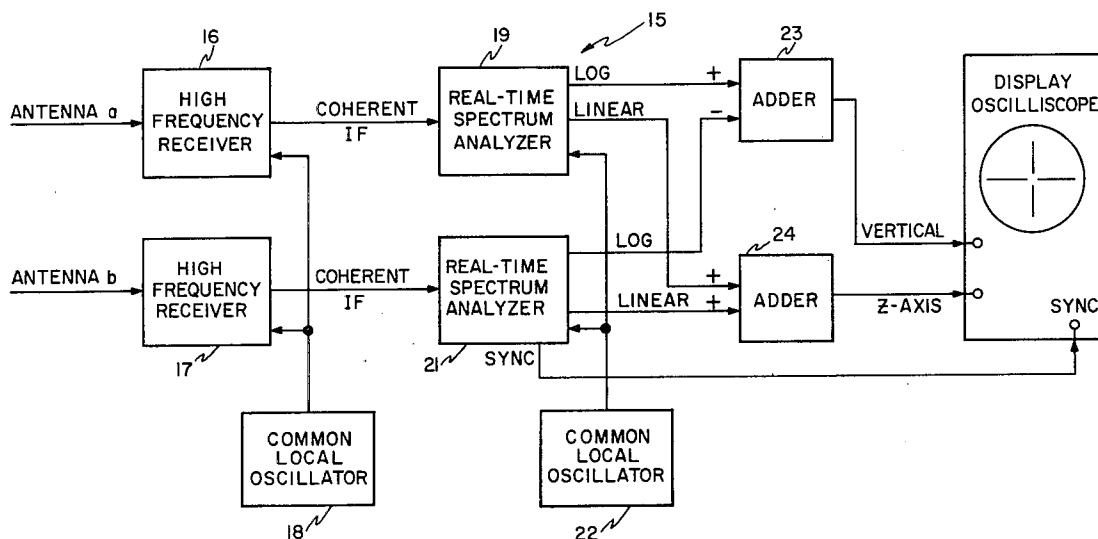 16
19
15
23
ANTENNA a
HIGH
FREQUENCY
RECEIVER
COHERENT
IF
REAL-TIME
SPECTRUM
ANALYZER
LOG
LINEAR
+
-
ADDER
DISPLAY
OSCILLISCOPE
VERTICAL
ANTENNA b
HIGH
FREQUENCY
RECEIVER
COHERENT
IF
REAL-TIME
SPECTRUM
ANALYZER
LOG
LINEAR
+
+
24
ADDER
Z-AXIS
SYNC
17
21
SYNC
COMMON
LOCAL
OSCILLATOR
18
COMMON
LOCAL
OSCILLATOR
22